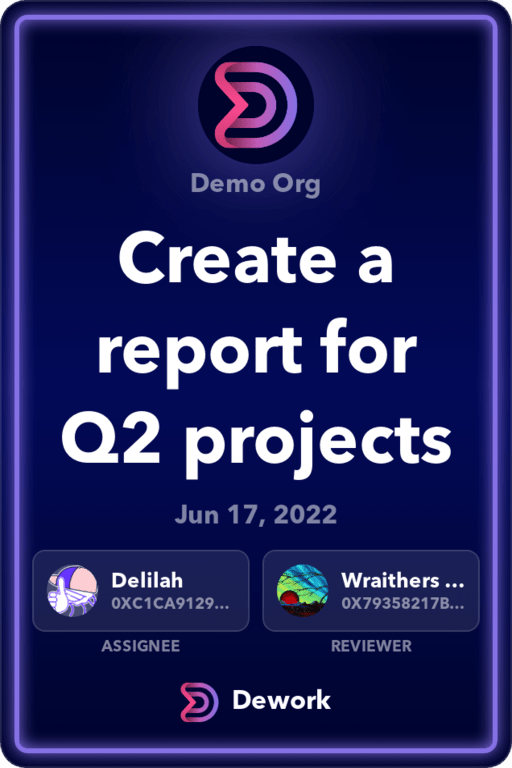 Demo Org
Create a
report for
Q2 projects
Jun 17, 2022
Delilah
0XC1CA9129...
ASSIGNEE
Wraithers ...
0X79358217B...
REVIEWER
Dework